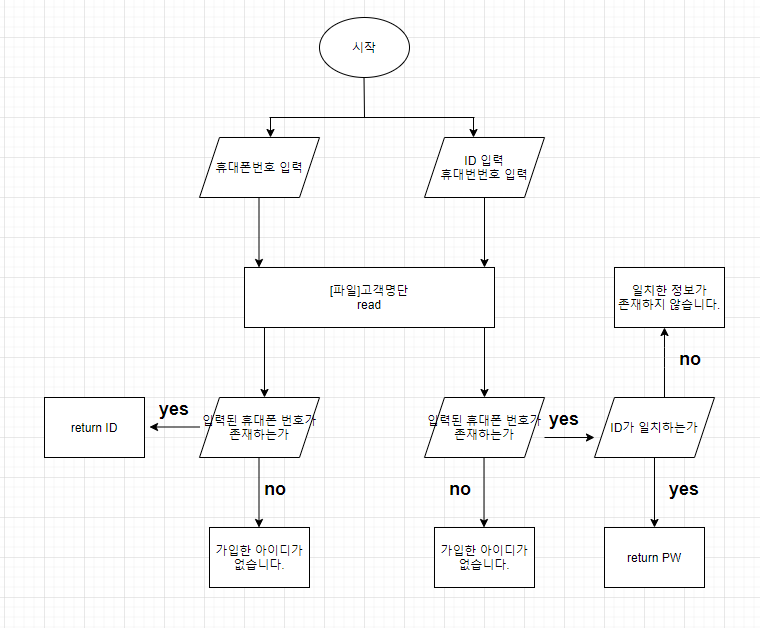 시작
휴대폰번호 입력
ID 입력
휴대번번호 입력
[파일]고객명단
read
일치한 정보가
존재하지 않습니다.
no
return ID
yes
입력된 휴대폰 번호가
존재하는가
입력된 휴대폰 번호가
존재하는가
yes
ID가 일치하는가
no
no
yes
가입한 아이디가
없습니다.
가입한 아이디가
없습니다.
return PW